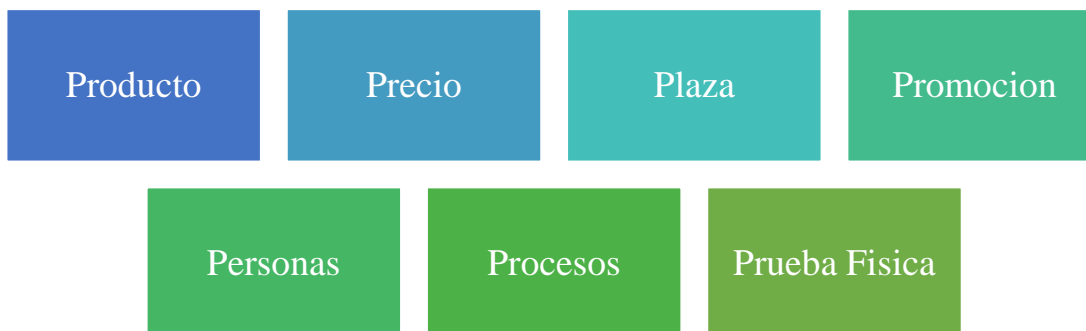 Producto
Precio
Plaza
Promocion
Personas
Procesos
Prueba Fisica